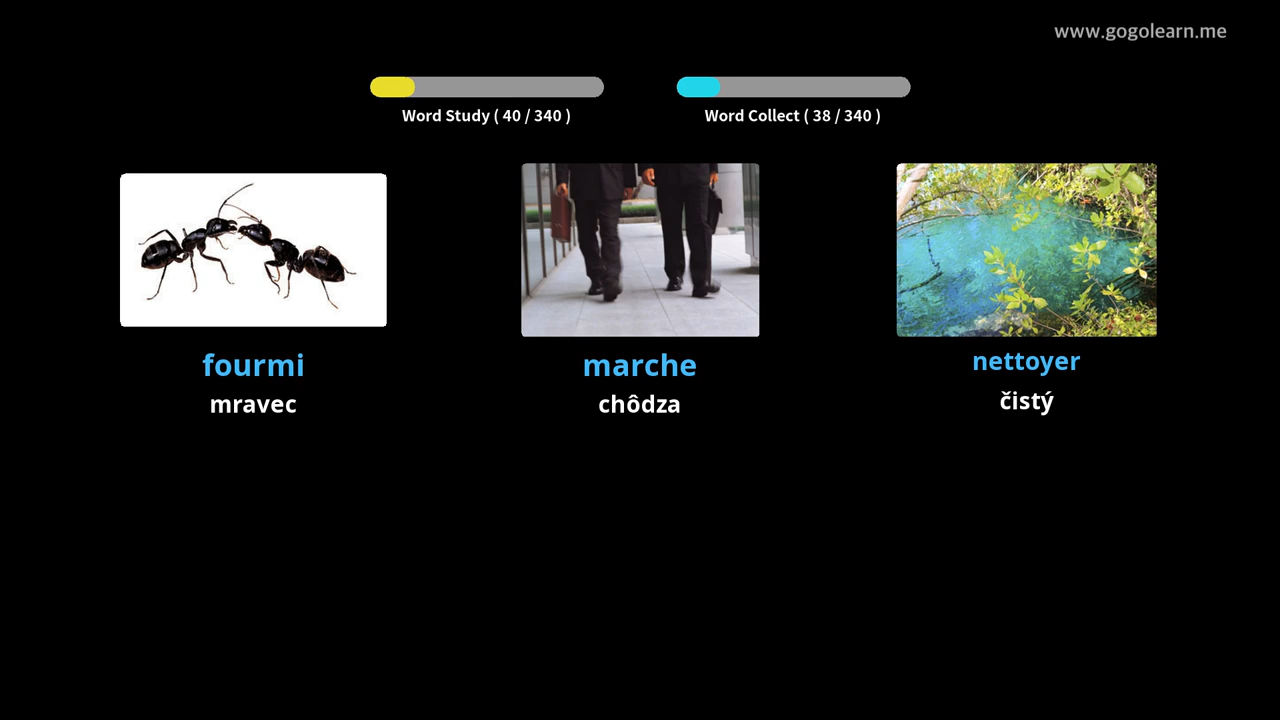 www.gogolearn.me
Word Study ( 40 / 340 )
Word Collect ( 38 / 340 )
fourmi
mravec
marche
chôdza
nettoyer
čistý